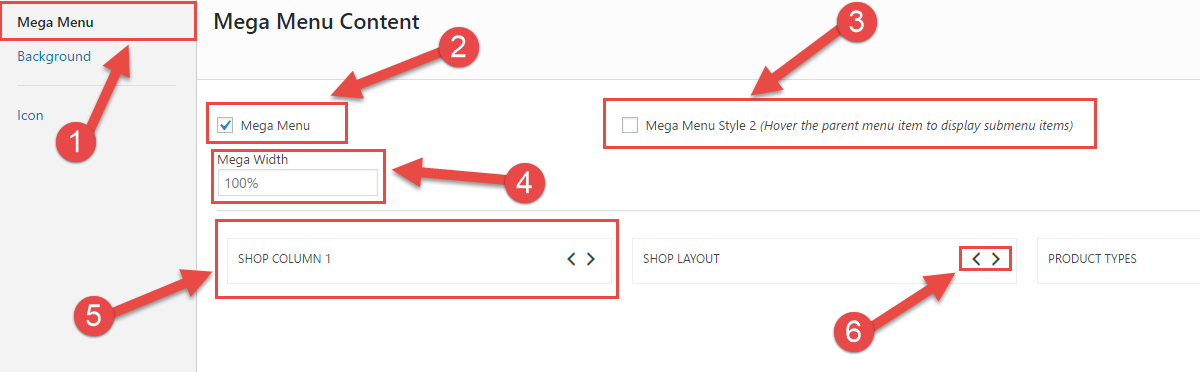 Mega Menu
Background
Icon
1
Mega Menu Content
2
3
Mega Menu
Mega Menu Style 2 (Hover the parent menu item to display submenu items)
Mega Width
100%
4
SHOP COLUMN 1
SHOP LAYOUT
PRODUCT TYPES
5
6